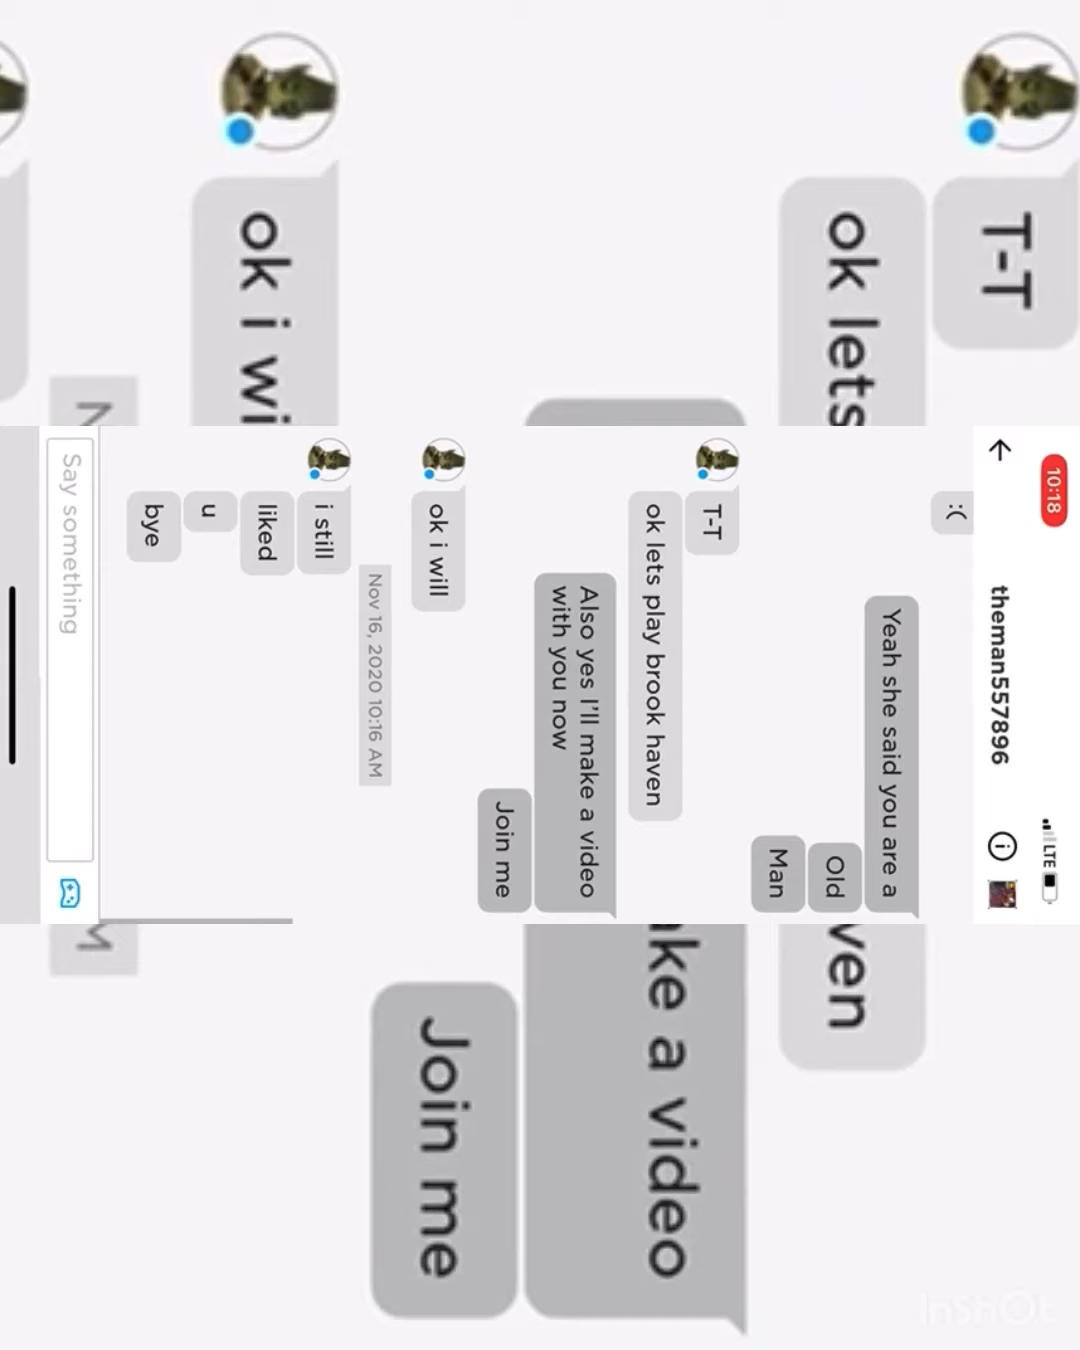 10:18
LTE
theman557896
:(
Yeah she said you are a
Old
Man
T-T
ok lets play brook haven
Also yes I'll make a video
with you now
Join me
ok i will
Nov 16, 2020 10:16 AM
i still
liked
u
bye
Say something
T-T
ok lets
ven
ke a video
Join me
ok i wi
N
M
InShOt